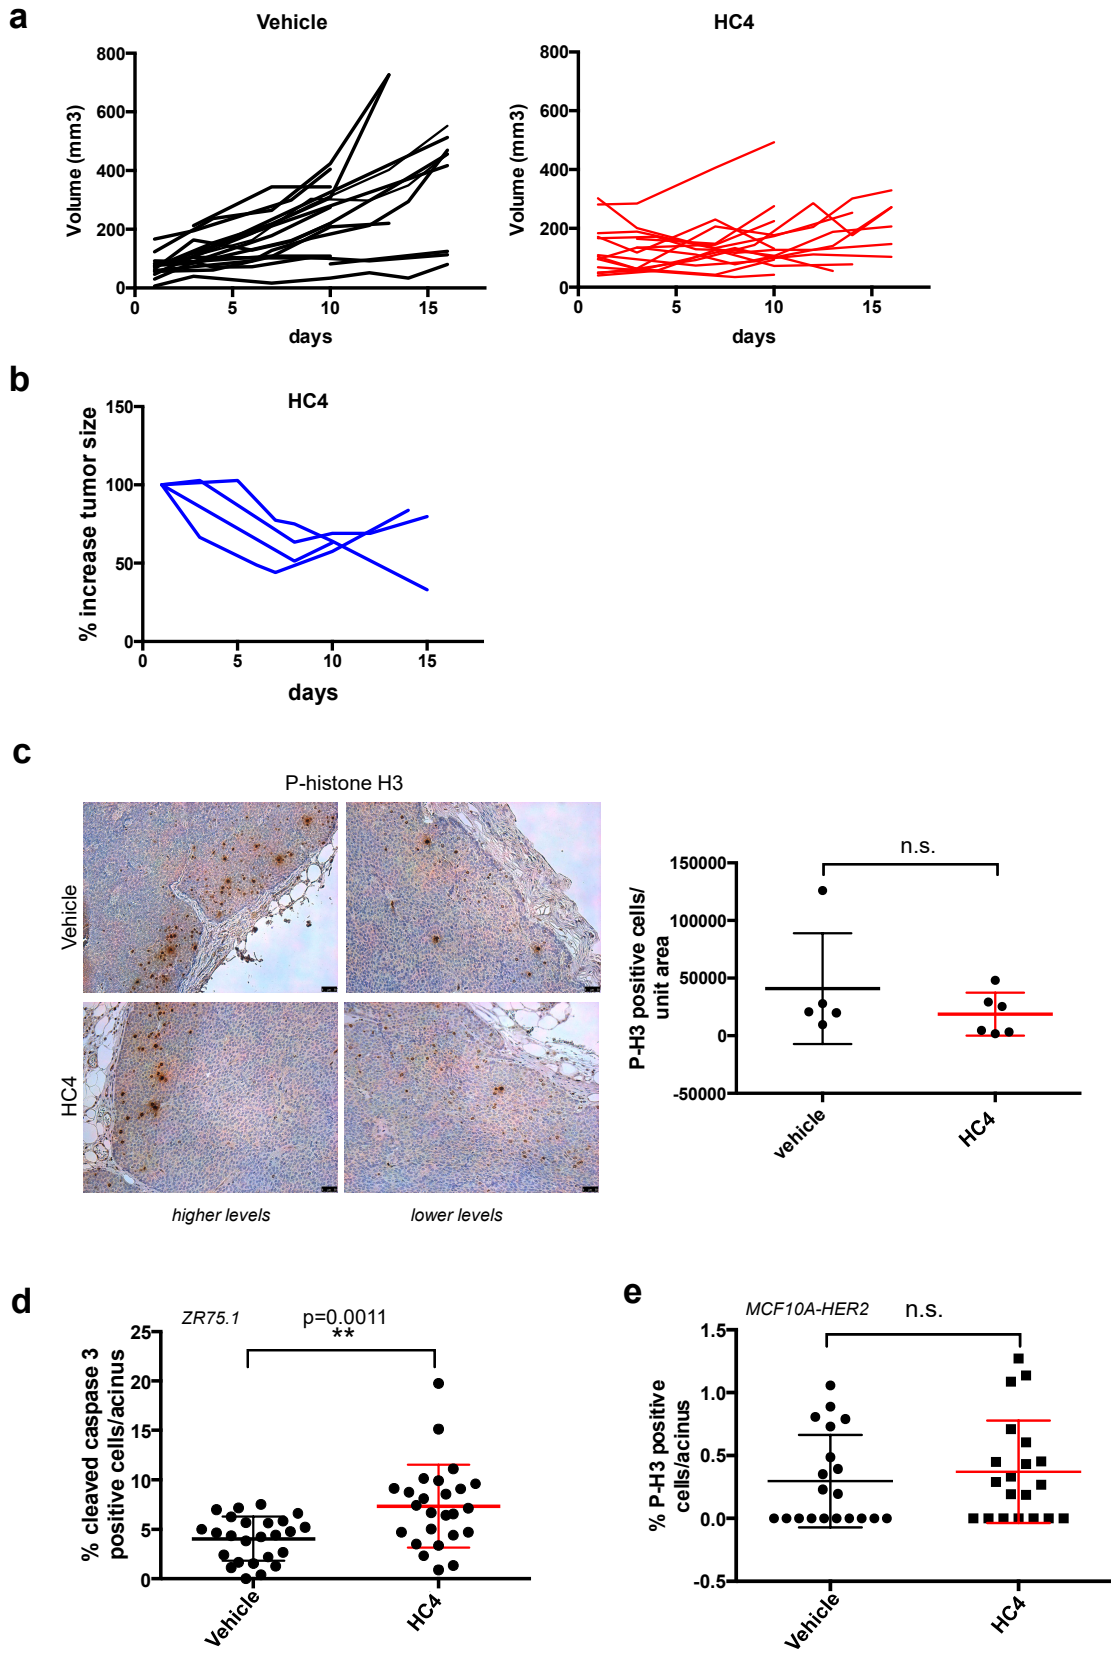 a
Vehicle
HC4
Volume (mm3)
800
600
400
200
0
0
5
10
15
days
Volume (mm3)
800
600
400
200
0
0
5
10
15
days
b
HC4
% increase tumor size
150
100
50
0
0
5
10
15
days
c
P-histone H3
Vehicle
HC4
higher levels
lower levels
n.s.
P-H3 positive cells/
unit area
150000
100000
50000
0
-50000
vehicle
HC4
d
ZR75.1
p=0.0011
**
% cleaved caspase 3
positive cells/acinus
25
20
15
10
5
0
Vehicle
HC4
e
MCF10A-HER2
n.s.
% P-H3 positive
cells/acinus
1.5
1.0
0.5
0.0
-0.5
Vehicle
HC4